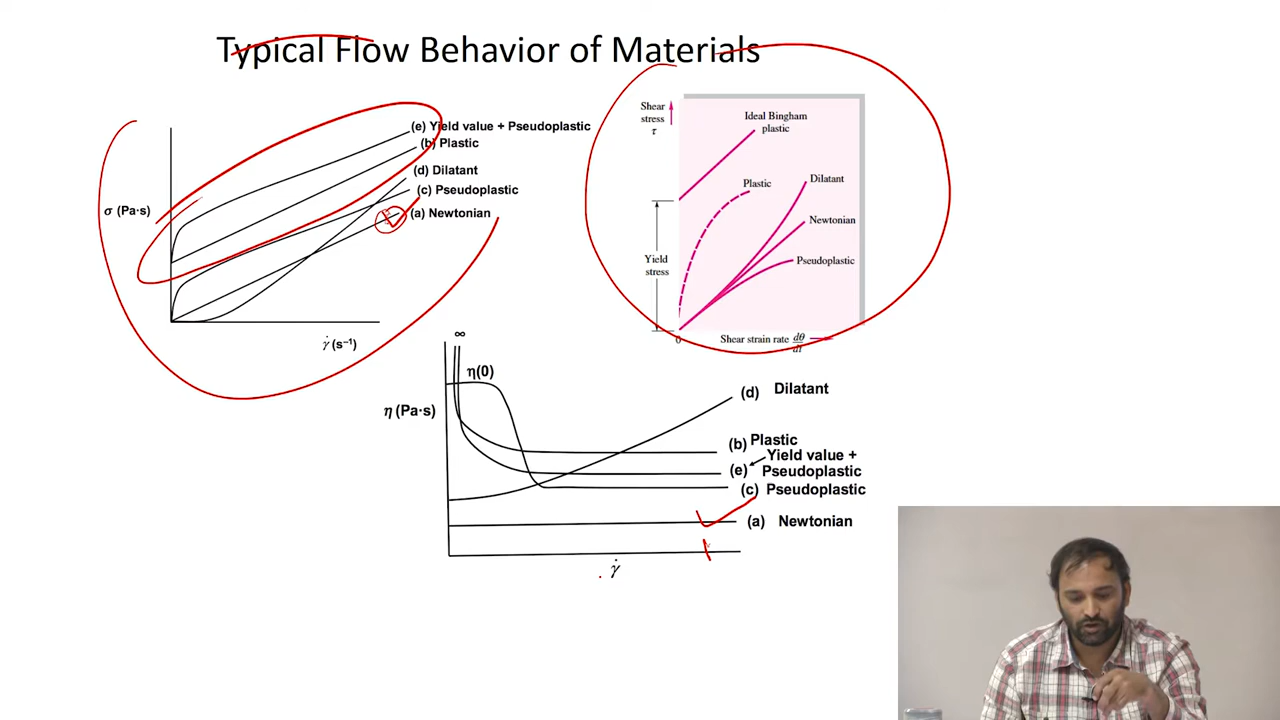 Typical Flow Behavior of Materials
(e) Yield value + Pseudoplastic
(b) Plastic
(d) Dilatant
(c) Pseudoplastic
(a) Newtonian
σ (Pa·s)
γ̇ (s⁻¹)
Shear
stress
τ
Ideal Bingham
plastic
Plastic
Dilatant
Newtonian
Pseudoplastic
Yield
stress
0
Shear strain rate dθ/dt
∞
η(0)
η (Pa·s)
(d) Dilatant
(b) Plastic
Yield value +
(e) Pseudoplastic
(c) Pseudoplastic
(a) Newtonian
γ̇